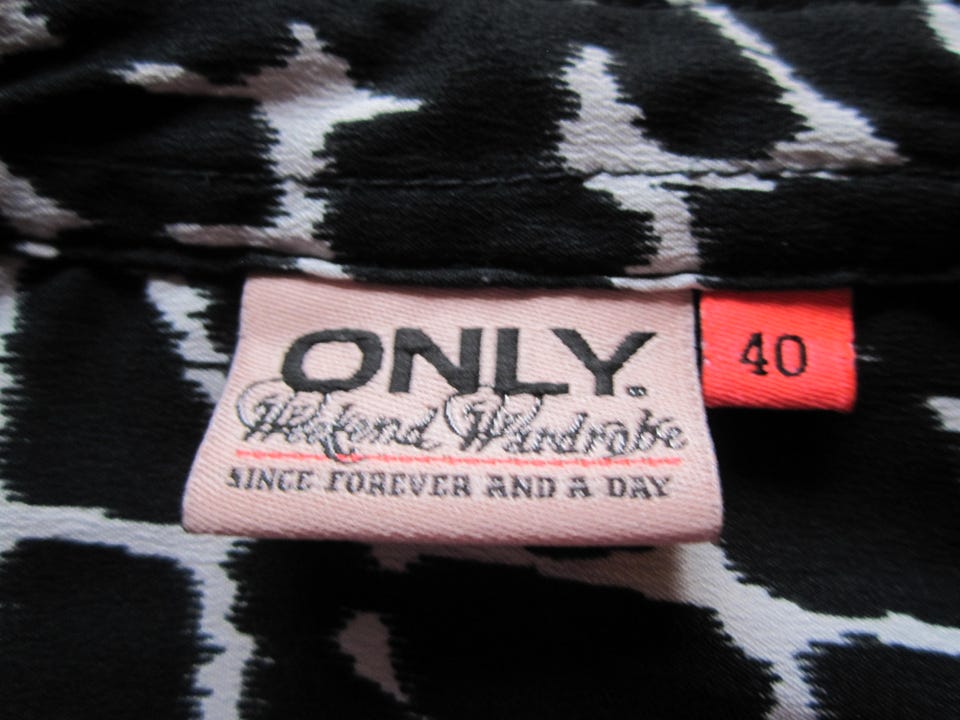 ONLY.
Weekend Wardrobe
SINCE FOREVER AND A DAY
40